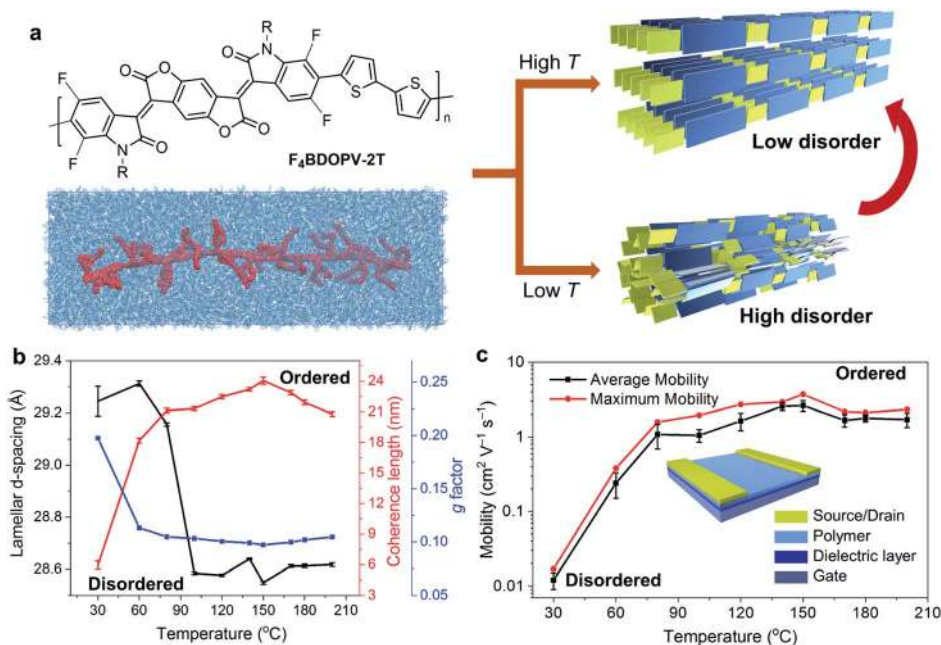 a
R
N
O
F
F
O
O
S
S
n
O
O
F
F
O
N
R
F₄BDOPV-2T
High T
Low disorder
Low T
High disorder
b
29.4
29.2
29.0
28.8
28.6
Lamellar d-spacing (Å)
Ordered
Disordered
30 60 90 120 150 180 210
Temperature (°C)
24
21
18
15
12
9
6
3
Coherence length (nm)
0.25
0.20
0.15
0.10
0.05
g factor
c
10
1
0.1
0.01
Mobility (cm² V⁻¹ s⁻¹)
Average Mobility
Maximum Mobility
Ordered
Source/Drain
Polymer
Dielectric layer
Gate
Disordered
30 60 90 120 150 180 210
Temperature (°C)